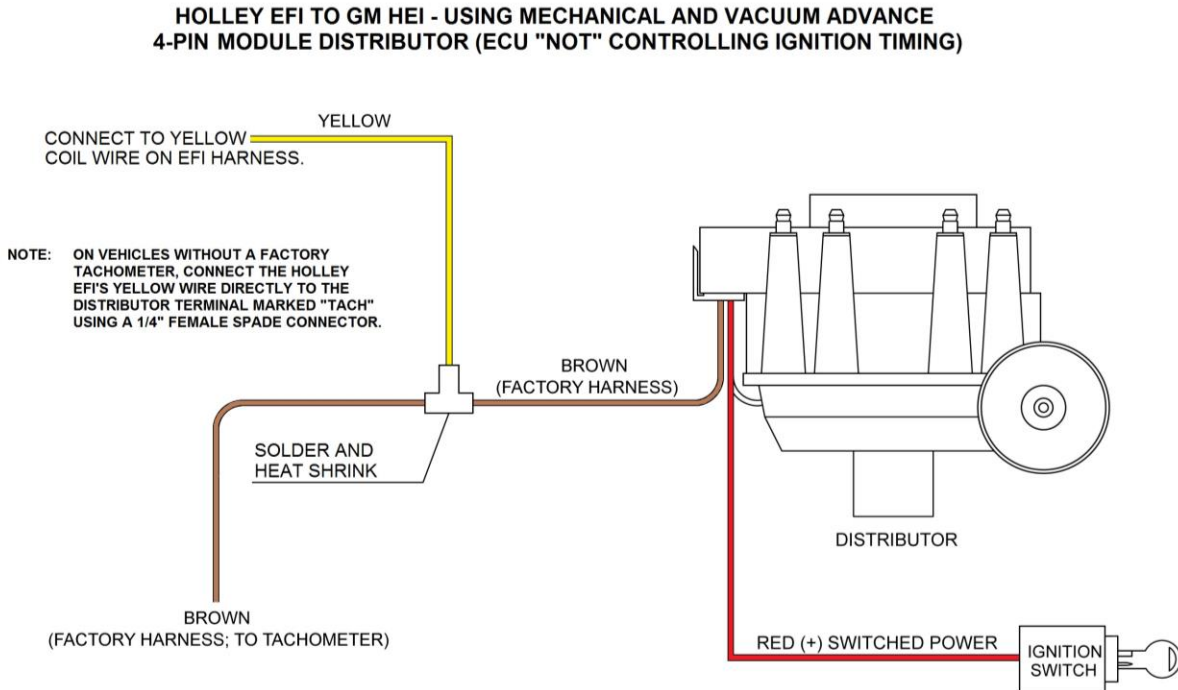 HOLLEY EFI TO GM HEI - USING MECHANICAL AND VACUUM ADVANCE
4-PIN MODULE DISTRIBUTOR (ECU "NOT" CONTROLLING IGNITION TIMING)
YELLOW
CONNECT TO YELLOW
COIL WIRE ON EFI HARNESS.
NOTE: ON VEHICLES WITHOUT A FACTORY
TACHOMETER, CONNECT THE HOLLEY
EFI'S YELLOW WIRE DIRECTLY TO THE
DISTRIBUTOR TERMINAL MARKED "TACH"
USING A 1/4" FEMALE SPADE CONNECTOR.
BROWN
(FACTORY HARNESS)
SOLDER AND
HEAT SHRINK
DISTRIBUTOR
BROWN
(FACTORY HARNESS; TO TACHOMETER)
RED (+) SWITCHED POWER
IGNITION
SWITCH